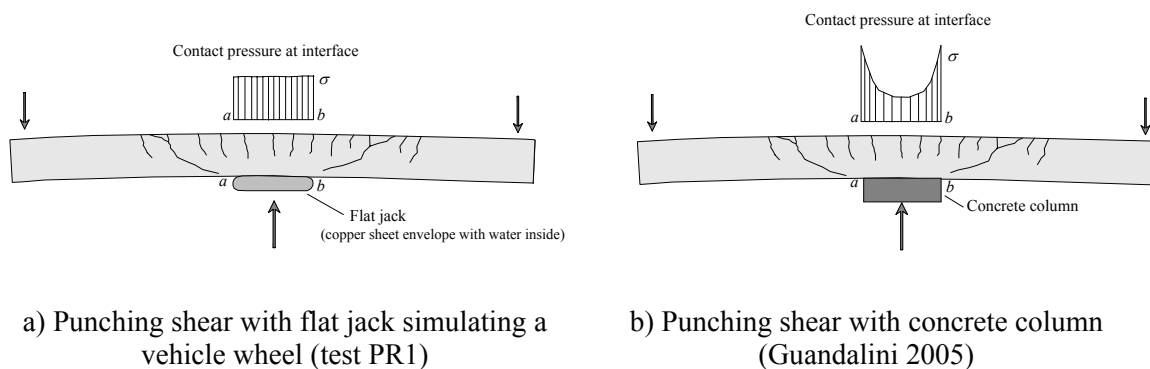 Contact pressure at interface
σ
a b
a b
Flat jack
(copper sheet envelope with water inside)
a) Punching shear with flat jack simulating a
vehicle wheel (test PR1)
Contact pressure at interface
σ
a b
a b
Concrete column
b) Punching shear with concrete column
(Guandalini 2005)